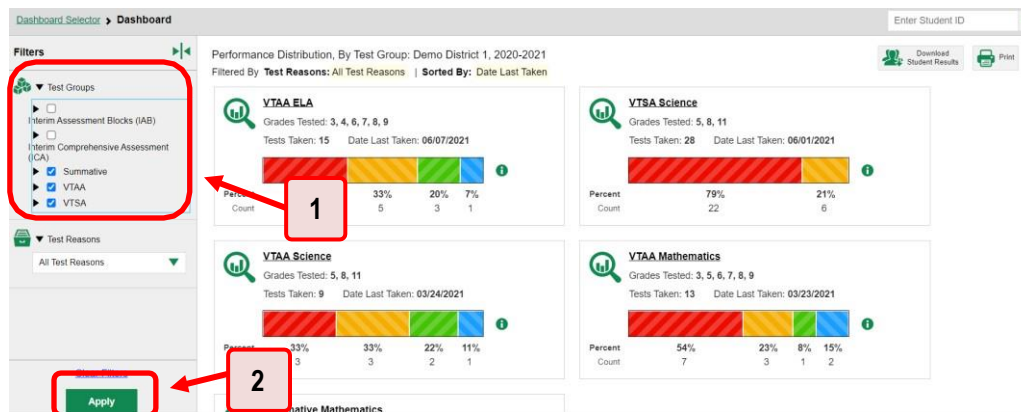 Dashboard Selector > Dashboard
Enter Student ID
Filters
Test Groups
Interim Assessment Blocks (IAB)
Interim Comprehensive Assessment
(ICA)
Summative
VTAA
VTSA
Test Reasons
All Test Reasons
Clear Filters
Apply
1
2
Performance Distribution, By Test Group: Demo District 1, 2020-2021
Filtered By Test Reasons: All Test Reasons | Sorted By: Date Last Taken
Download
Student Results
Print
VTAA ELA
Grades Tested: 3, 4, 6, 7, 8, 9
Tests Taken: 15 Date Last Taken: 06/07/2021
33% 20% 7%
Count 5 3 1
VTSA Science
Grades Tested: 5, 8, 11
Tests Taken: 28 Date Last Taken: 06/01/2021
Percent 79% 21%
Count 22 6
VTAA Science
Grades Tested: 5, 8, 11
Tests Taken: 9 Date Last Taken: 03/24/2021
Percent 33% 33% 22% 11%
3 3 2 1
VTAA Mathematics
Grades Tested: 3, 5, 6, 7, 8, 9
Tests Taken: 13 Date Last Taken: 03/23/2021
Percent 54% 23% 8% 15%
Count 7 3 1 2
Mathematics